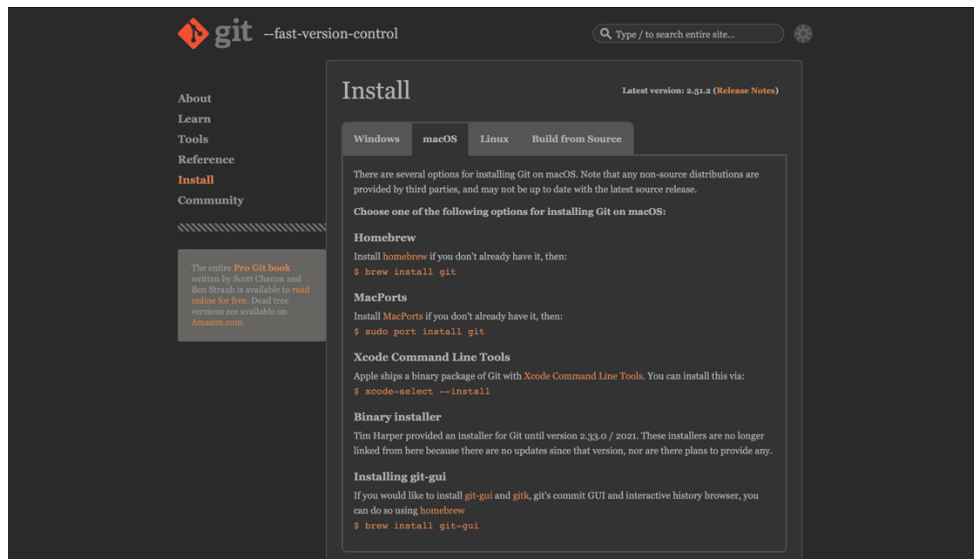 git --fast-version-control
Type / to search entire site...
About
Learn
Tools
Reference
Install
Community
The entire Pro Git book
written by Scott Chacon and
Ben Straub is available to read
online for free. Dead tree
versions are available on
Amazon.com.
Install
Latest version: 2.51.2 (Release Notes)
Windows macOS Linux Build from Source
There are several options for installing Git on macOS. Note that any non-source distributions are
provided by third parties, and may not be up to date with the latest source release.
Choose one of the following options for installing Git on macOS:
Homebrew
Install homebrew if you don't already have it, then:
$ brew install git
MacPorts
Install MacPorts if you don't already have it, then:
$ sudo port install git
Xcode Command Line Tools
Apple ships a binary package of Git with Xcode Command Line Tools. You can install this via:
$ xcode-select --install
Binary installer
Tim Harper provided an installer for Git until version 2.33.0 / 2021. These installers are no longer
linked from here because there are no updates since that version, nor are there plans to provide any.
Installing git-gui
If you would like to install git-gui and gitk, git's commit GUI and interactive history browser, you
can do so using homebrew
$ brew install git-gui